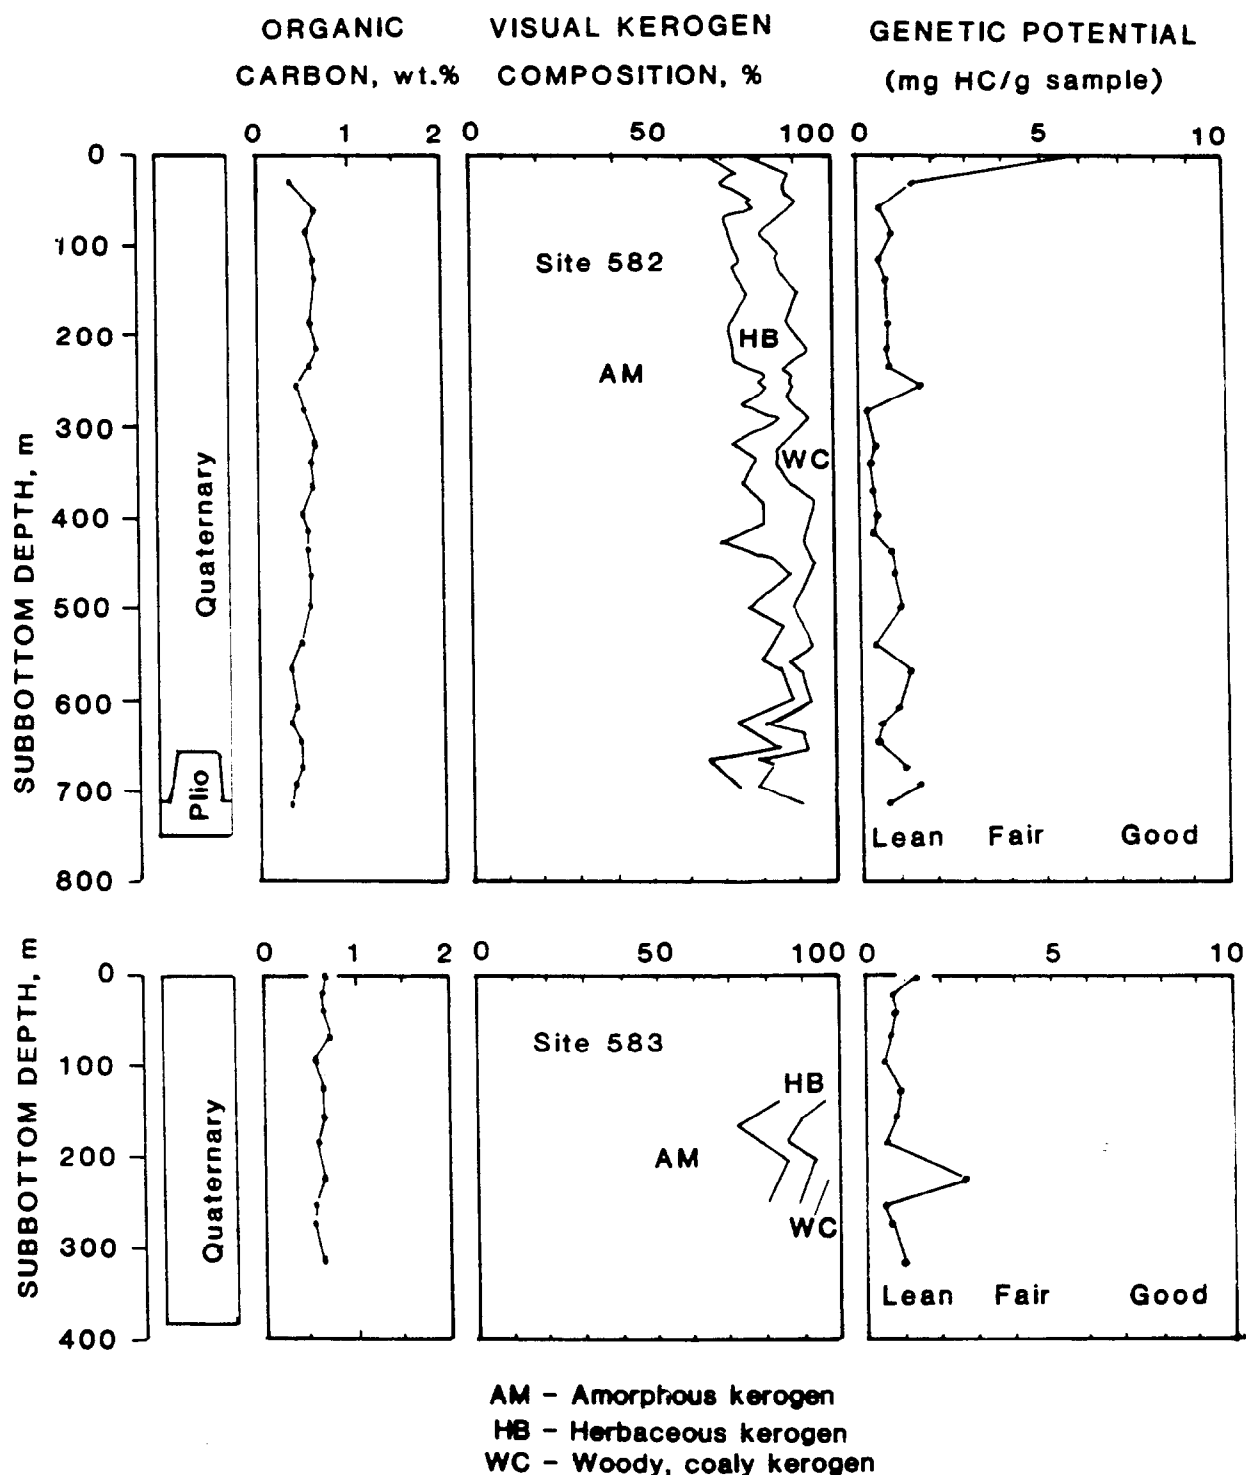 ORGANIC
CARBON, wt.%
VISUAL KEROGEN
COMPOSITION, %
GENETIC POTENTIAL
(mg HC/g sample)
0 1 2
0 50 100
0 5 10
SUBBOTTOM DEPTH, m
0
100
200
300
400
500
600
700
800
Quaternary
Plio
Site 582
HB
AM
WC
Lean Fair Good
0 1 2
0 50 100
0 5 10
SUBBOTTOM DEPTH, m
0
100
200
300
400
Quaternary
Site 583
HB
AM
WC
Lean Fair Good
AM - Amorphous kerogen
HB - Herbaceous kerogen
WC - Woody, coaly kerogen